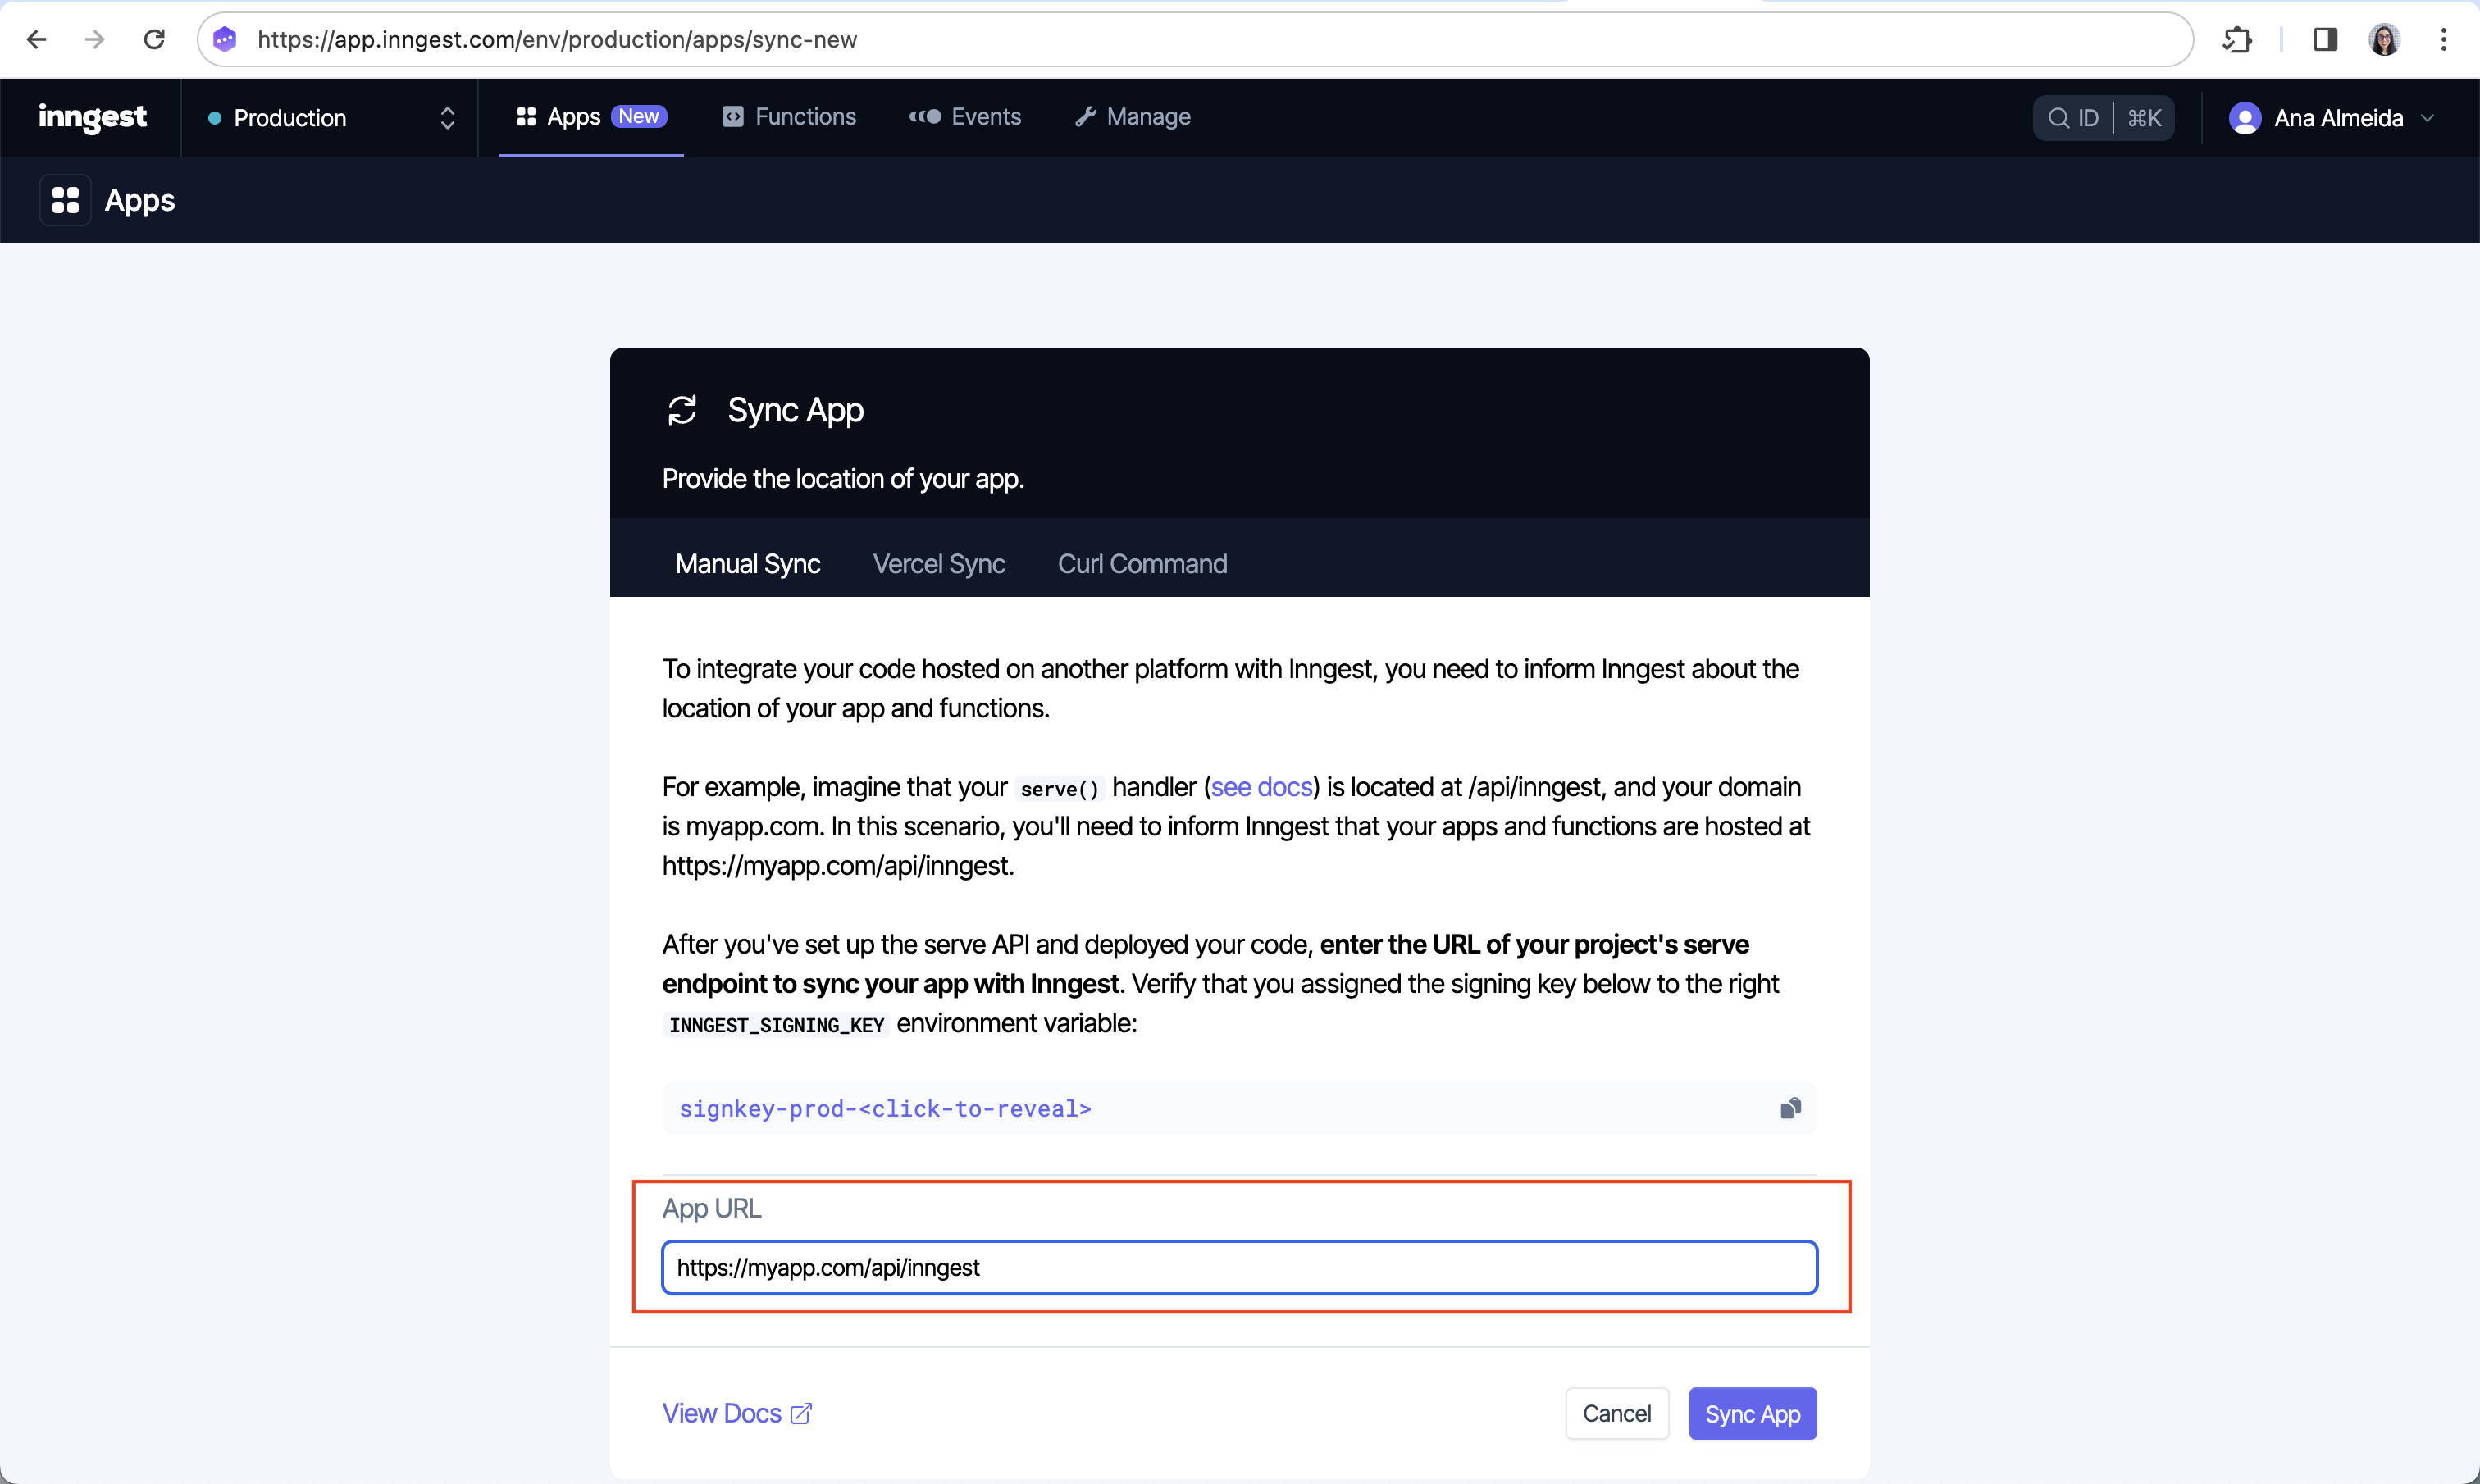 https://app.inngest.com/env/production/apps/sync-new
inngest
Production
Apps New
Functions
Events
Manage
ID
⌘K
Ana Almeida
Apps
Sync App
Provide the location of your app.
Manual Sync
Vercel Sync
Curl Command
To integrate your code hosted on another platform with Inngest, you need to inform Inngest about the
location of your app and functions.
For example, imagine that your serve() handler (see docs) is located at /api/inngest, and your domain
is myapp.com. In this scenario, you'll need to inform Inngest that your apps and functions are hosted at
https://myapp.com/api/inngest.
After you've set up the serve API and deployed your code, enter the URL of your project's serve
endpoint to sync your app with Inngest. Verify that you assigned the signing key below to the right
INNGEST_SIGNING_KEY environment variable:
signkey-prod-<click-to-reveal>
App URL
https://myapp.com/api/inngest
View Docs
Cancel
Sync App